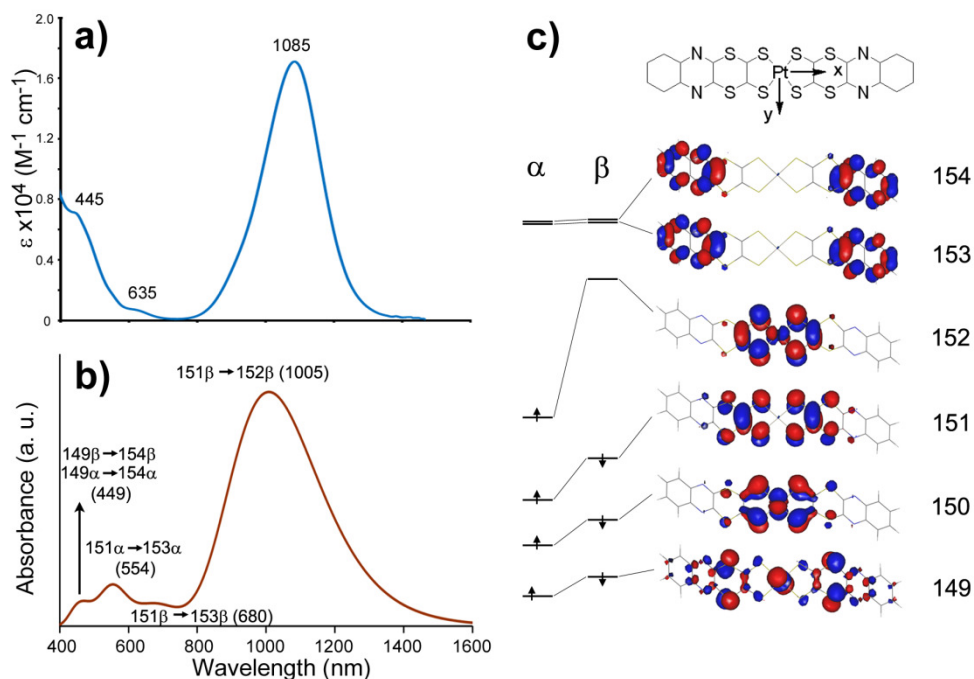 a)
ε x10⁴ (M⁻¹ cm⁻¹)
2.0
1.6
1.2
0.8
0.4
0
445
635
1085
b)
Absorbance (a. u.)
151β→152β (1005)
149β→154β
149α→154α
(449)
151α→153α
(554)
151β→153β (680)
400 600 800 1000 1200 1400 1600
Wavelength (nm)
c)
N S S S S N
Pt x
N S S S S N
y
α β
154
153
152
151
150
149